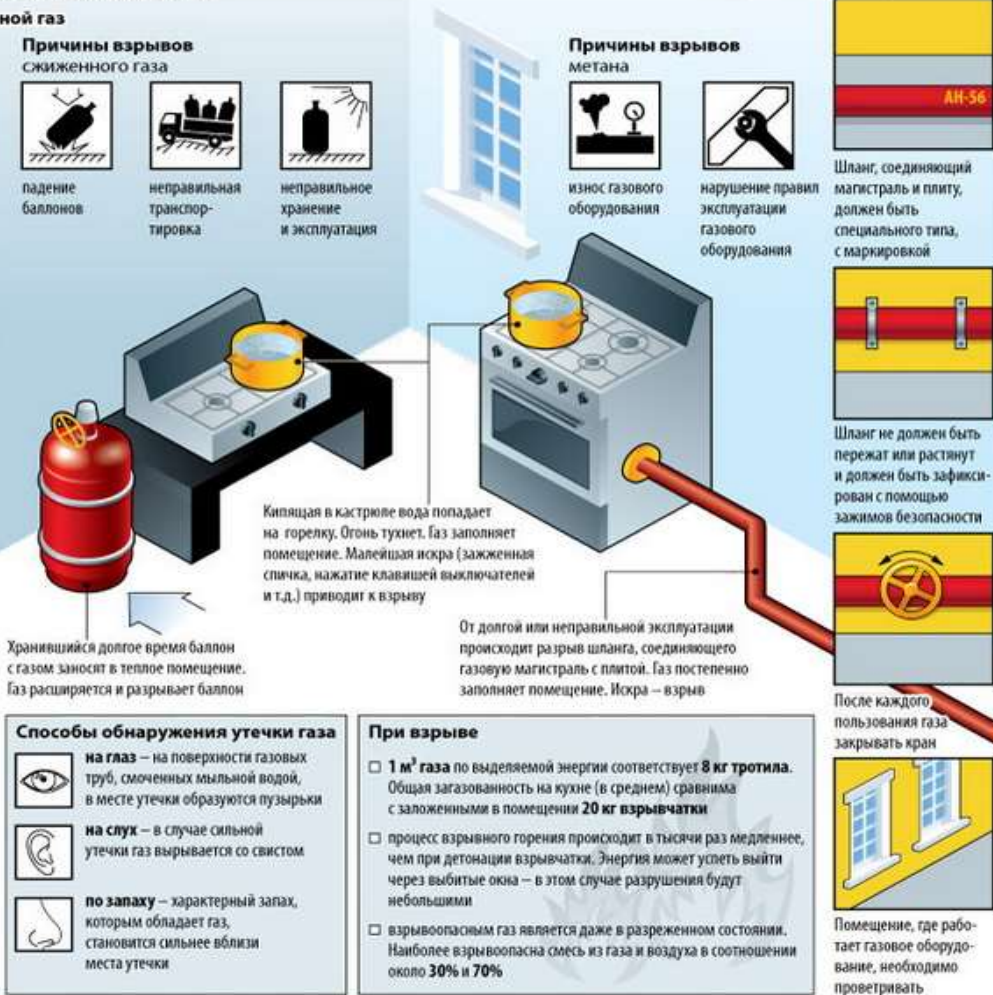 ной газ
Причины взрывов
сжиженного газа
падение
баллонов
неправильная
транспор-
тировка
неправильное
хранение
и эксплуатация
Причины взрывов
метана
износ газового
оборудования
нарушение правил
эксплуатации
газового
оборудования
АН-56
Шланг, соединяющий
магистраль и плиту,
должен быть
специального типа,
с маркировкой
Шланг не должен быть
пережат или растянут
и должен быть зафикси-
рован с помощью
зажимов безопасности
После каждого
пользования газа
закрывать кран
Помещение, где рабо-
тает газовое оборудо-
вание, необходимо
проветривать
Кипящая в кастрюле вода попадает
на горелку. Огонь тухнет. Газ заполняет
помещение. Малейшая искра (зажженная
спичка, нажатие клавишей выключателей
и т.д.) приводит к взрыву
Хранившийся долгое время баллон
с газом заносят в теплое помещение.
Газ расширяется и разрывает баллон
От долгой или неправильной эксплуатации
происходит разрыв шланга, соединяющего
газовую магистраль с плитой. Газ постепенно
заполняет помещение. Искра – взрыв
Способы обнаружения утечки газа
на глаз – на поверхности газовых
труб, смоченных мыльной водой,
в месте утечки образуются пузырьки
на слух – в случае сильной
утечки газ вырывается со свистом
по запаху – характерный запах,
которым обладает газ,
становится сильнее вблизи
места утечки
При взрыве
1 м³ газа по выделяемой энергии соответствует 8 кг тротила.
Общая загазованность на кухне (в среднем) сравнима
с заложенными в помещении 20 кг взрывчатки
процесс взрывного горения происходит в тысячи раз медленнее,
чем при детонации взрывчатки. Энергия может успеть выйти
через выбитые окна – в этом случае разрушения будут
небольшими
взрывоопасным газ является даже в разреженном состоянии.
Наиболее взрывоопасна смесь из газа и воздуха в соотношении
около 30% и 70%